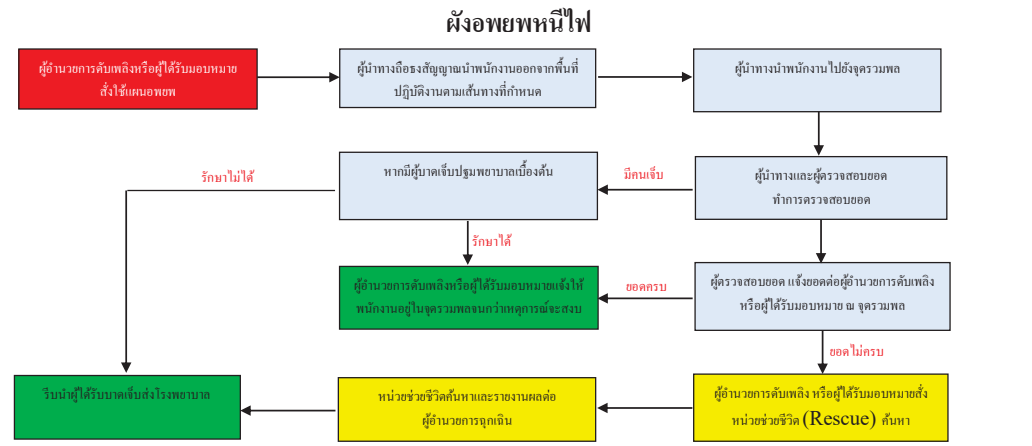 ผังอพยพหนีไฟ
ผู้อำนวยการดับเพลิงหรือผู้ได้รับมอบหมาย
สั่งใช้แผนอพยพ
ผู้นำทางถือธงสัญญาณนำพนักงานออกจากพื้นที่
ปฏิบัติงานตามเส้นทางที่กำหนด
ผู้นำทางนำพนักงานไปยังจุดรวมพล
ผู้นำทางและผู้ตรวจสอบยอด
ทำการตรวจสอบยอด
มีคนเจ็บ
หากมีผู้บาดเจ็บปฐมพยาบาลเบื้องต้น
รักษาไม่ได้
รักษาได้
ผู้ตรวจสอบยอด แจ้งยอดต่อผู้อำนวยการดับเพลิง
หรือผู้ได้รับมอบหมาย ณ จุดรวมพล
ยอดครบ
ผู้อำนวยการดับเพลิงหรือผู้ได้รับมอบหมายแจ้งให้
พนักงานอยู่ในจุดรวมพลจนกว่าเหตุการณ์จะสงบ
ยอดไม่ครบ
ผู้อำนวยการดับเพลิง หรือผู้ได้รับมอบหมายสั่ง
หน่วยช่วยชีวิต (Rescue) ค้นหา
หน่วยช่วยชีวิตค้นหาและรายงานผลต่อ
ผู้อำนวยการฉุกเฉิน
รีบนำผู้ได้รับบาดเจ็บส่งโรงพยาบาล